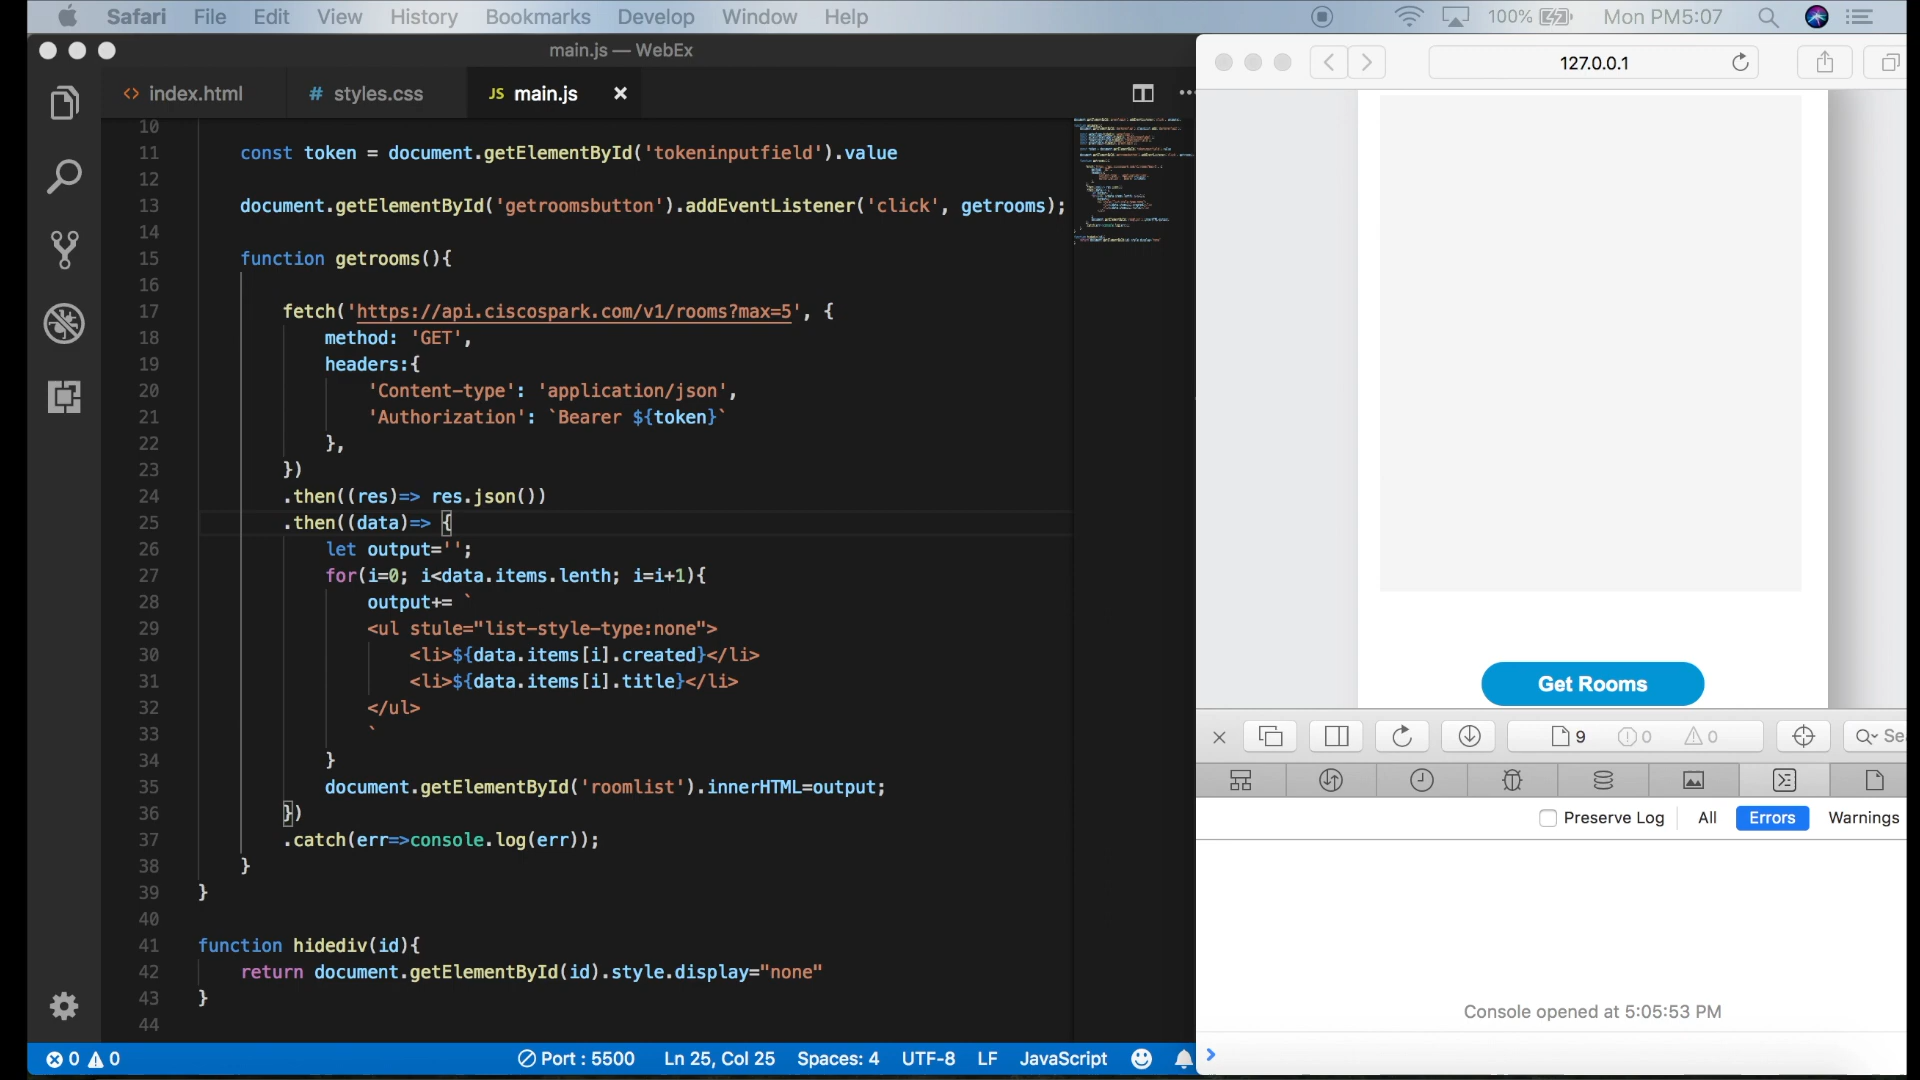 Safari File Edit View History Bookmarks Develop Window Help 100% Mon PM5:07
main.js — WebEx
127.0.0.1
<> index.html # styles.css JS main.js
10
11 const token = document.getElementById('tokeninputfield').value
12
13 document.getElementById('getroomsbutton').addEventListener('click', getrooms);
14
15 function getrooms(){
16
17 fetch('https://api.ciscospark.com/v1/rooms?max=5', {
18 method: 'GET',
19 headers:{
20 'Content-type': 'application/json',
21 'Authorization': `Bearer ${token}`
22 },
23 })
24 .then((res)=> res.json())
25 .then((data)=> {
26 let output='';
27 for(i=0; i<data.items.lenth; i=i+1){
28 output+= `
29 <ul stule="list-style-type:none">
30 <li>${data.items[i].created}</li>
31 <li>${data.items[i].title}</li>
32 </ul>
33 `
34 }
35 document.getElementById('roomlist').innerHTML=output;
36 })
37 .catch(err=>console.log(err));
38 }
39 }
40
41 function hidediv(id){
42 return document.getElementById(id).style.display="none"
43 }
44
Get Rooms
9 0 0 Se
Preserve Log All Errors Warnings
Console opened at 5:05:53 PM
0 0 Port : 5500 Ln 25, Col 25 Spaces: 4 UTF-8 LF JavaScript